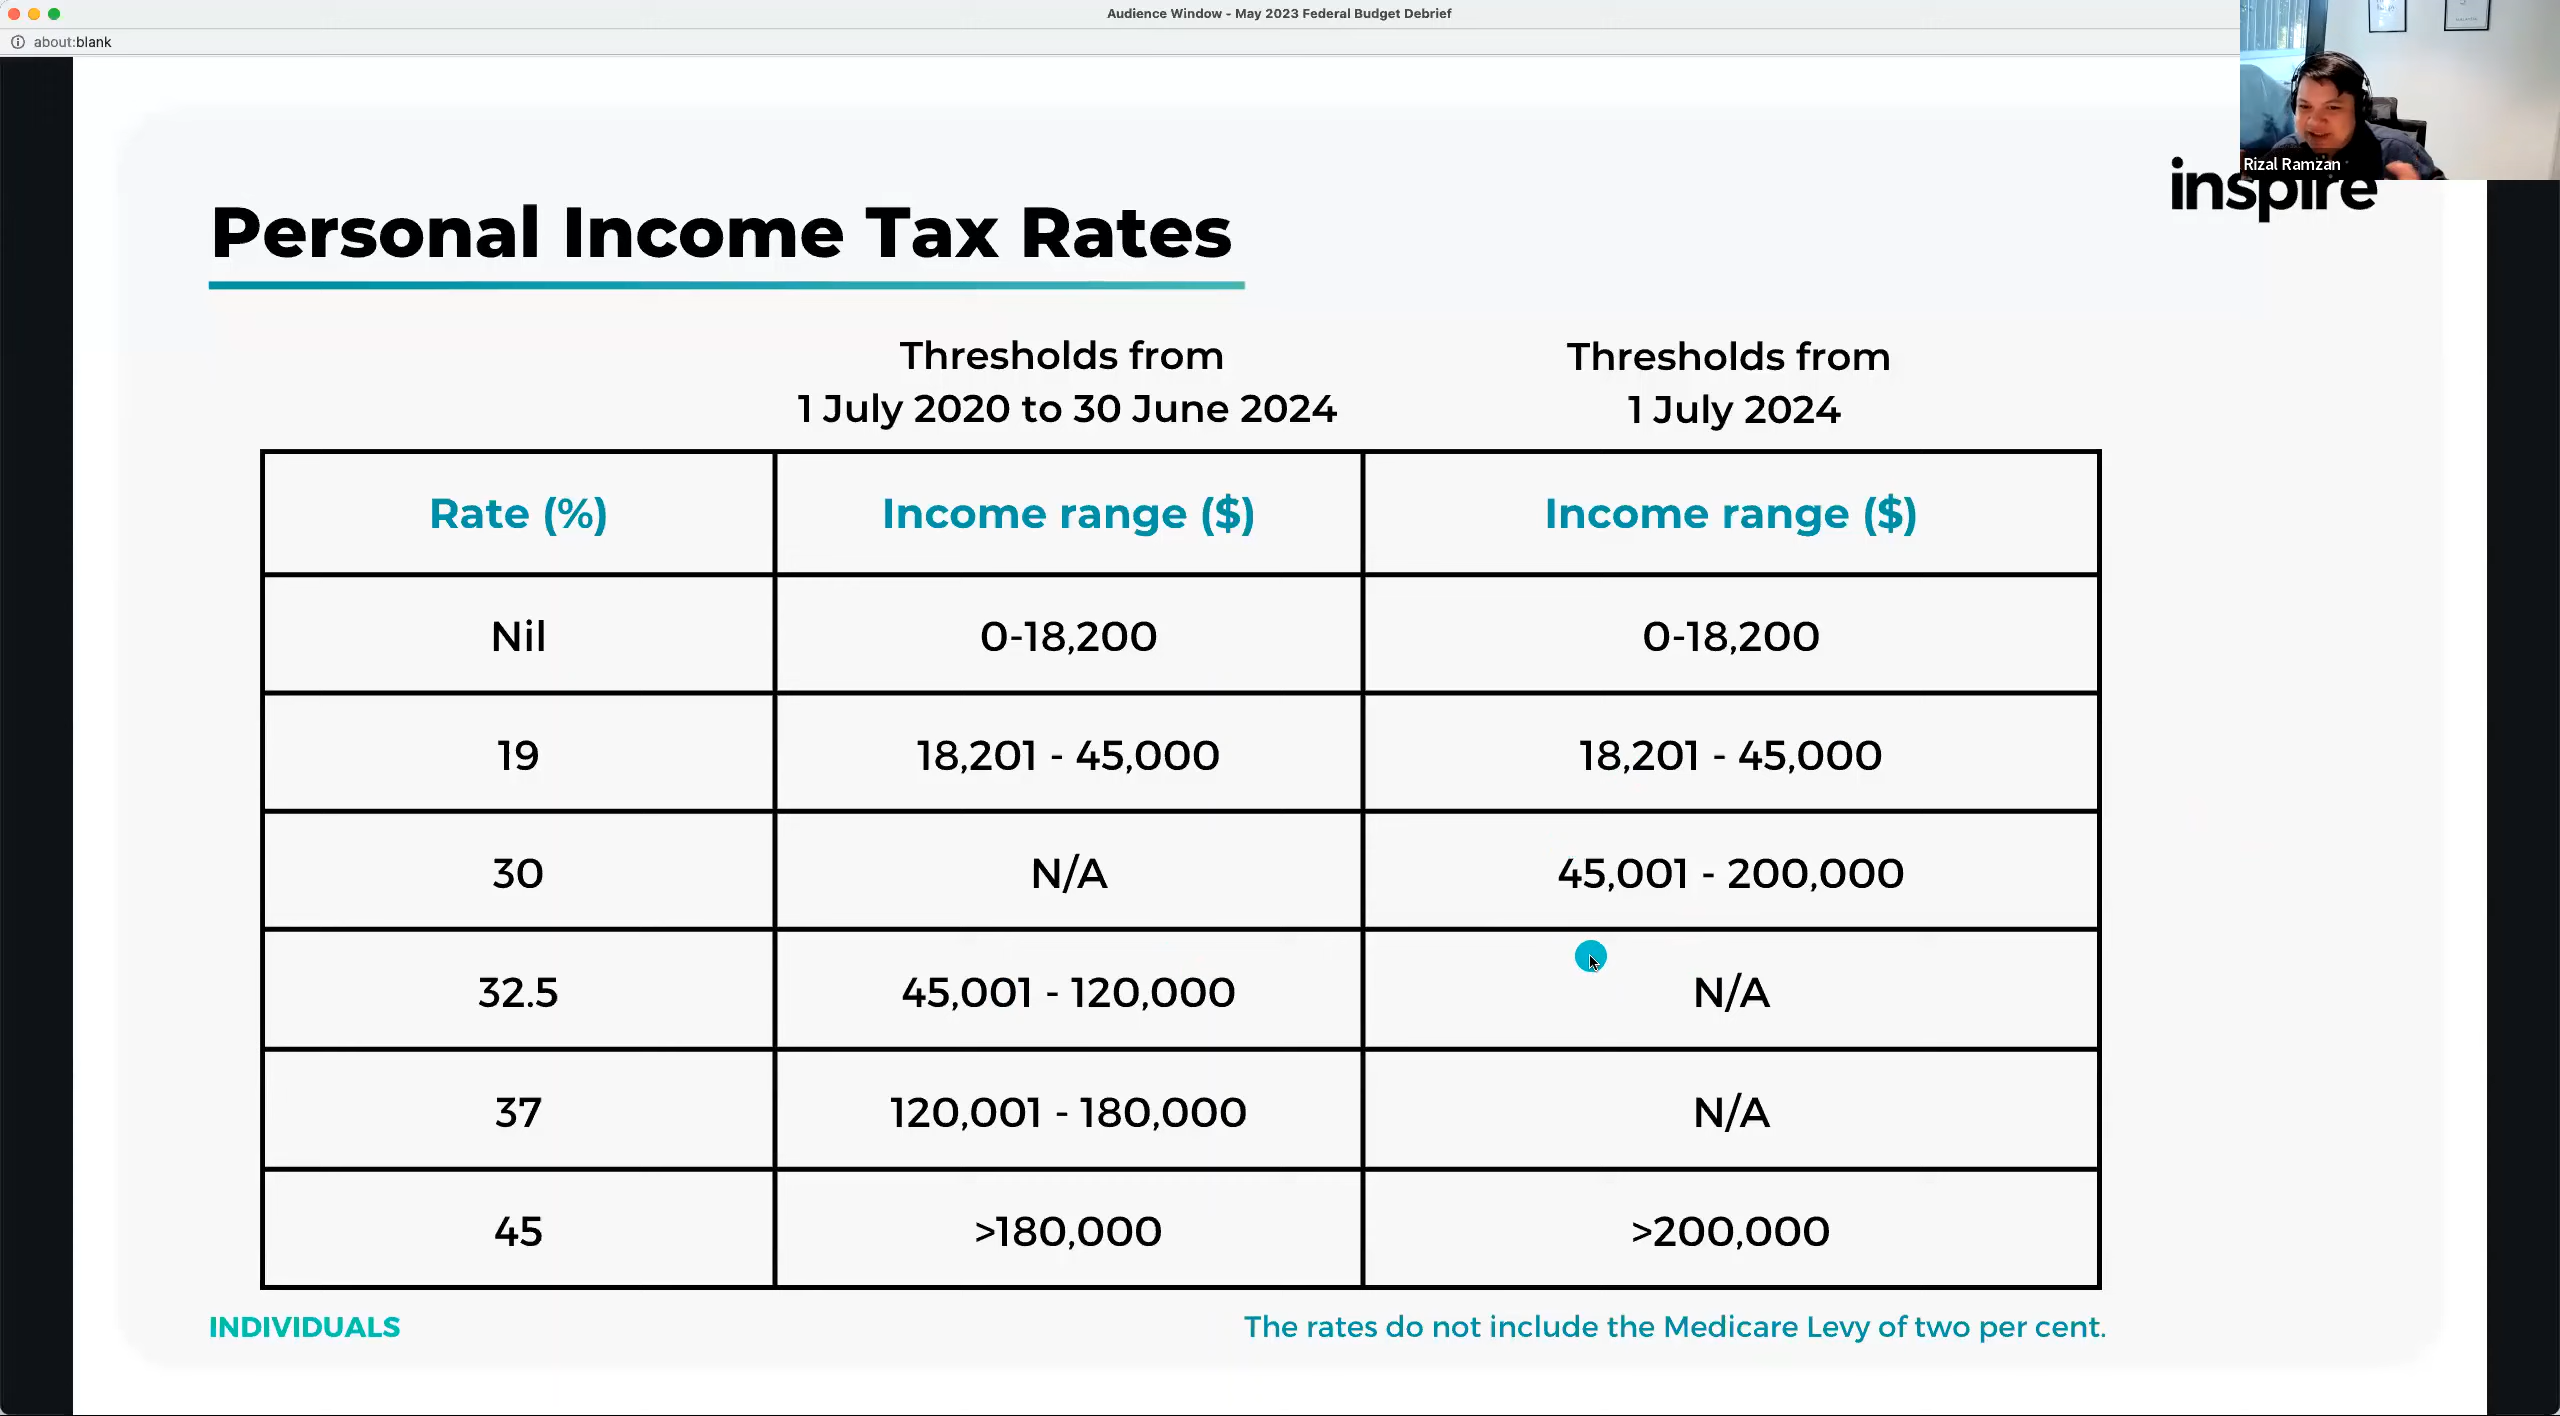 Audience Window - May 2023 Federal Budget Debrief
about:blank
Rizal Ramzan
inspire
Personal Income Tax Rates
Thresholds from
1 July 2020 to 30 June 2024
Thresholds from
1 July 2024
Rate (%) Income range ($) Income range ($)
Nil 0-18,200 0-18,200
19 18,201 - 45,000 18,201 - 45,000
30 N/A 45,001 - 200,000
32.5 45,001 - 120,000 N/A
37 120,001 - 180,000 N/A
45 >180,000 >200,000
INDIVIDUALS
The rates do not include the Medicare Levy of two per cent.